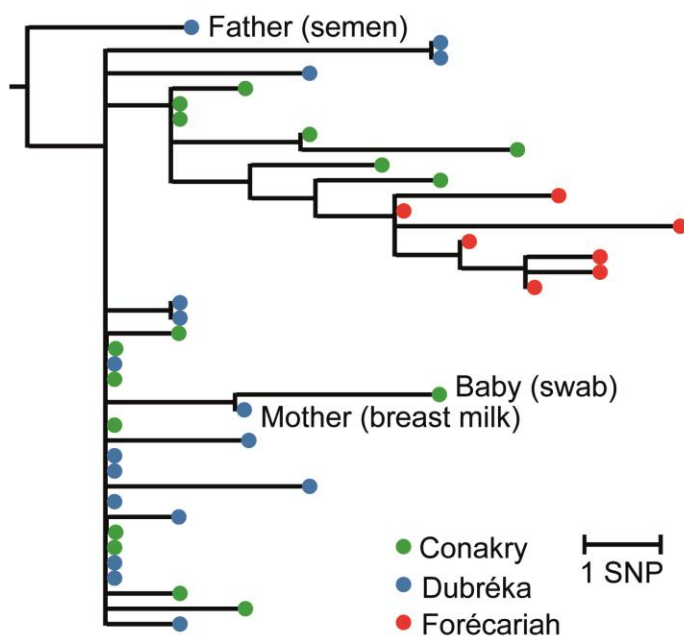 Father (semen)
Baby (swab)
Mother (breast milk)
Conakry
Dubréka
Forécariah
1 SNP